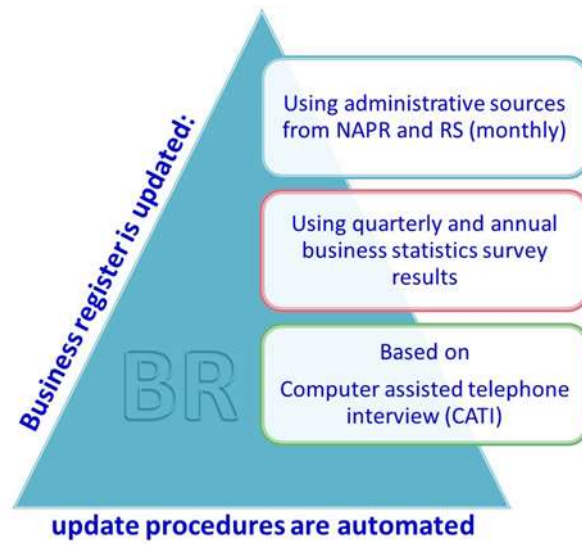 Business register is updated:
Using administrative sources
from NAPR and RS (monthly)
Using quarterly and annual
business statistics survey
results
Based on
Computer assisted telephone
interview (CATI)
BR
update procedures are automated